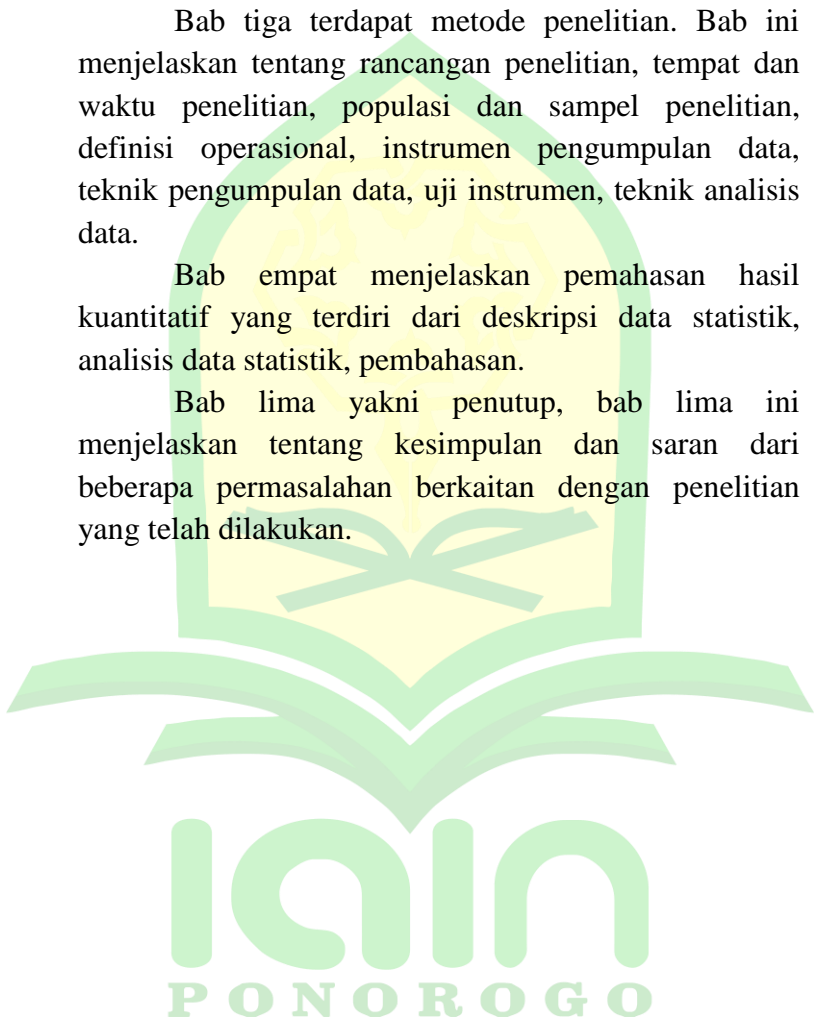 Bab tiga terdapat metode penelitian. Bab ini
menjelaskan tentang rancangan penelitian, tempat dan
waktu penelitian, populasi dan sampel penelitian,
definisi operasional, instrumen pengumpulan data,
teknik pengumpulan data, uji instrumen, teknik analisis
data.
Bab empat menjelaskan pemahasan hasil
kuantitatif yang terdiri dari deskripsi data statistik,
analisis data statistik, pembahasan.
Bab lima yakni penutup, bab lima ini
menjelaskan tentang kesimpulan dan saran dari
beberapa permasalahan berkaitan dengan penelitian
yang telah dilakukan.
iain
PONOROGO